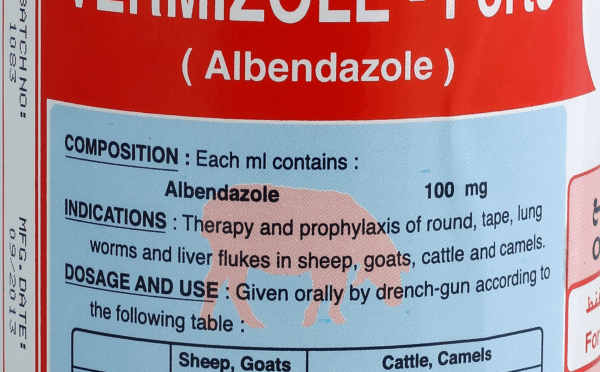 VERMIZOLE - Forte
( Albendazole )
COMPOSITION : Each ml contains :
Albendazole 100 mg
INDICATIONS : Therapy and prophylaxis of round, tape, lung
worms and liver flukes in sheep, goats, cattle and camels.
DOSAGE AND USE : Given orally by drench-gun according to
the following table :
Sheep, Goats Cattle, Camels
BATCH NO: 1083
MFG. DATE: 09/2013